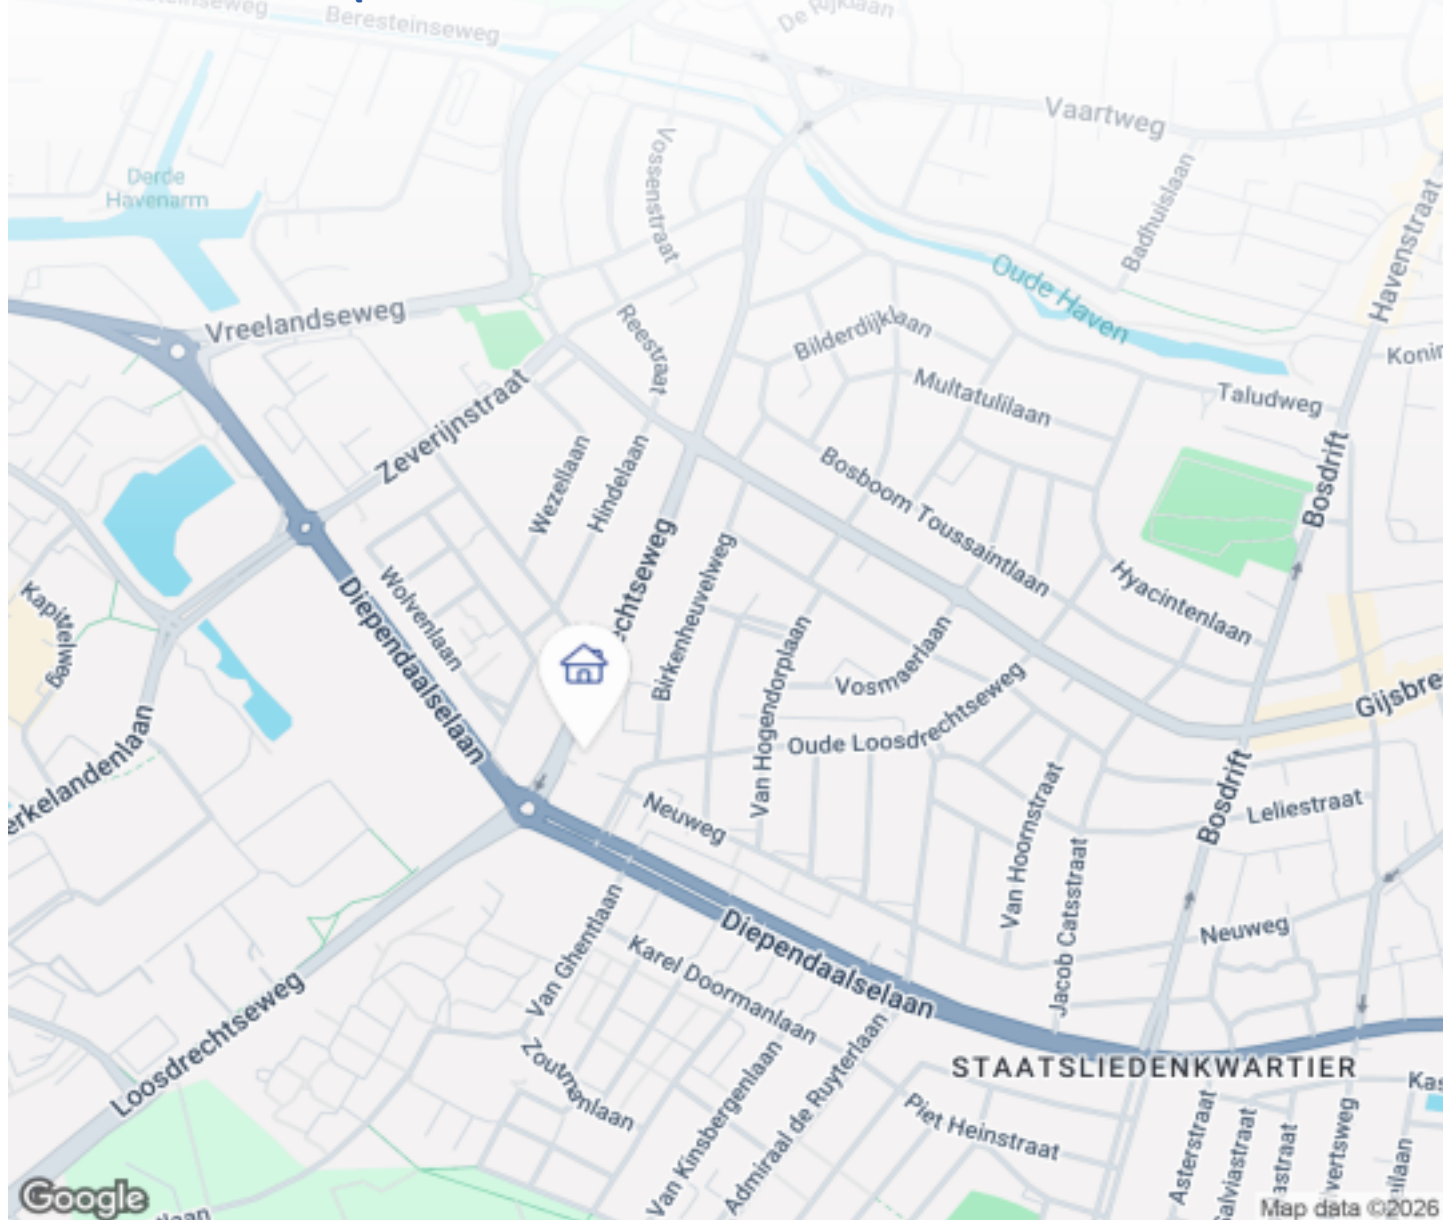 De Rijklaan
Beresteinseweg
Vaartweg
Vossenstraat
Badhuislaan
Derde
Havenarm
Havenstraat
Oude Haven
Vreelandseweg
Reestraat
Bilderdijklaan
Multatulilaan
Taludweg
Zeverijnstraat
Wezellaan
Hindelaan
Bosboom Toussaintlaan
Bosdrift
Hyacintenlaan
Diependaalselaan
Wolvenlaan
Birkenheuvelweg
Kapittelweg
Van Hogendorplaan
Vosmaerlaan
Oude Loosdrechtseweg
Van Hoornstraat
Bosdrift
Leliestraat
Neuweg
Jacob Catsstraat
Neuweg
Diependaalselaan
Van Ghentlaan
Karel Doormanlaan
Loosdrechtseweg
Zoutmanlaan
Van Kinsbergenlaan
Admiraal de Ruyterlaan
STAATSLIEDENKWARTIER
Piet Heinstraat
Asterstraat
Google
Map data ©2026